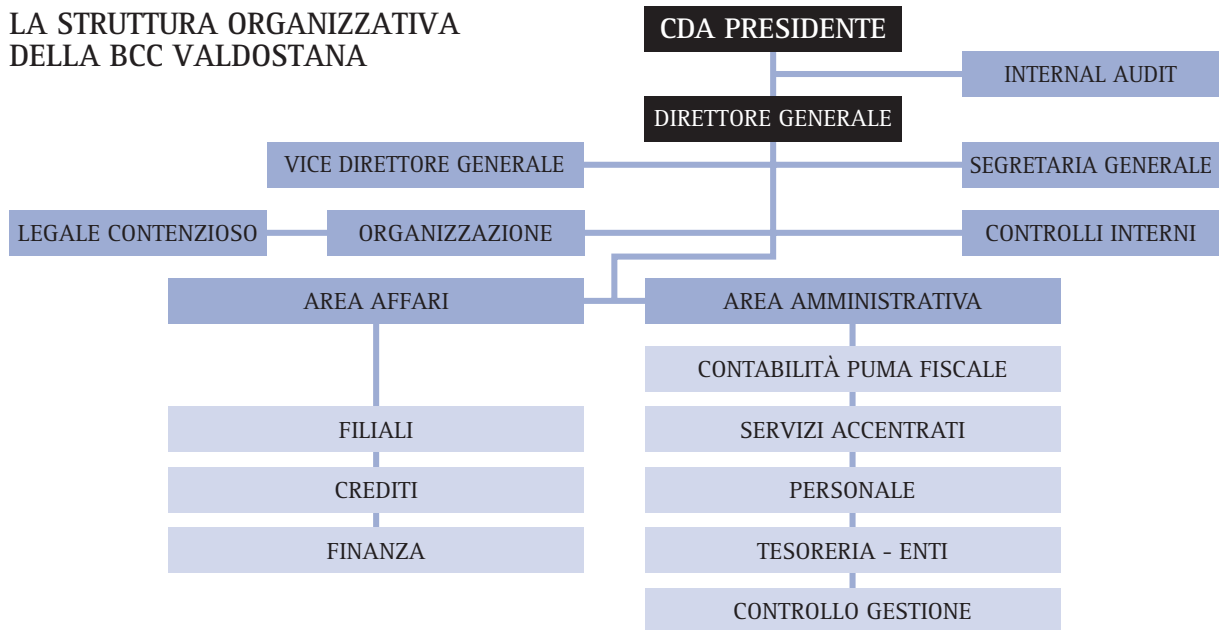 LA STRUTTURA ORGANIZZATIVA
DELLA BCC VALDOSTANA
CDA PRESIDENTE
INTERNAL AUDIT
DIRETTORE GENERALE
VICE DIRETTORE GENERALE
SEGRETARIA GENERALE
LEGALE CONTENZIOSO
ORGANIZZAZIONE
CONTROLLI INTERNI
AREA AFFARI
AREA AMMINISTRATIVA
CONTABILITÀ PUMA FISCALE
FILIALI
SERVIZI ACCENTRATI
CREDITI
PERSONALE
FINANZA
TESORERIA - ENTI
CONTROLLO GESTIONE